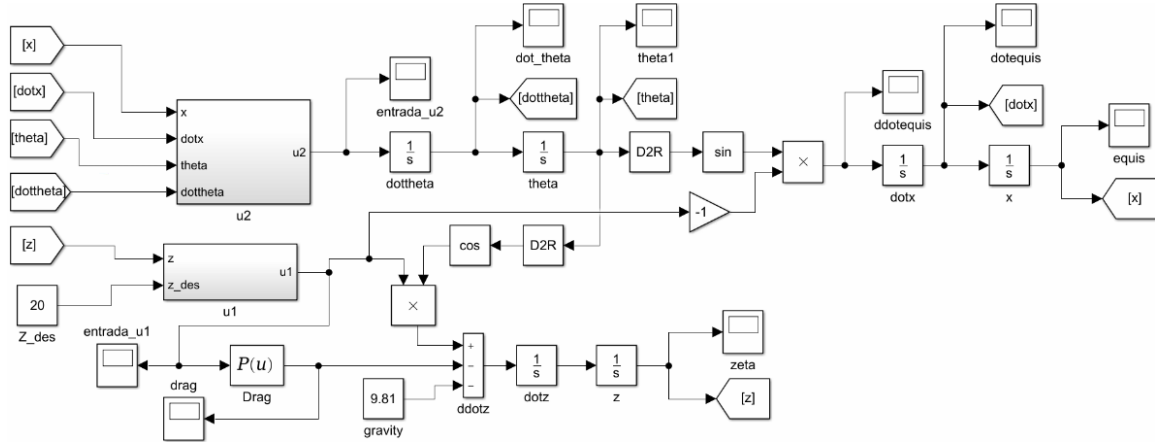 [x]
[dotx]
[theta]
[dottheta]
x
dotx
theta
dottheta
u2
u2
entrada_u2
1
s
dottheta
dot_theta
[dottheta]
1
s
theta
theta1
[theta]
D2R
sin
×
ddotequis
1
s
dotx
dotequis
[dotx]
1
s
x
equis
[x]
-1
cos
D2R
[z]
20
Z_des
z
z_des
u1
u1
×
entrada_u1
drag
P(u)
Drag
9.81
gravity
+
−
−
ddotz
1
s
dotz
1
s
z
zeta
[z]